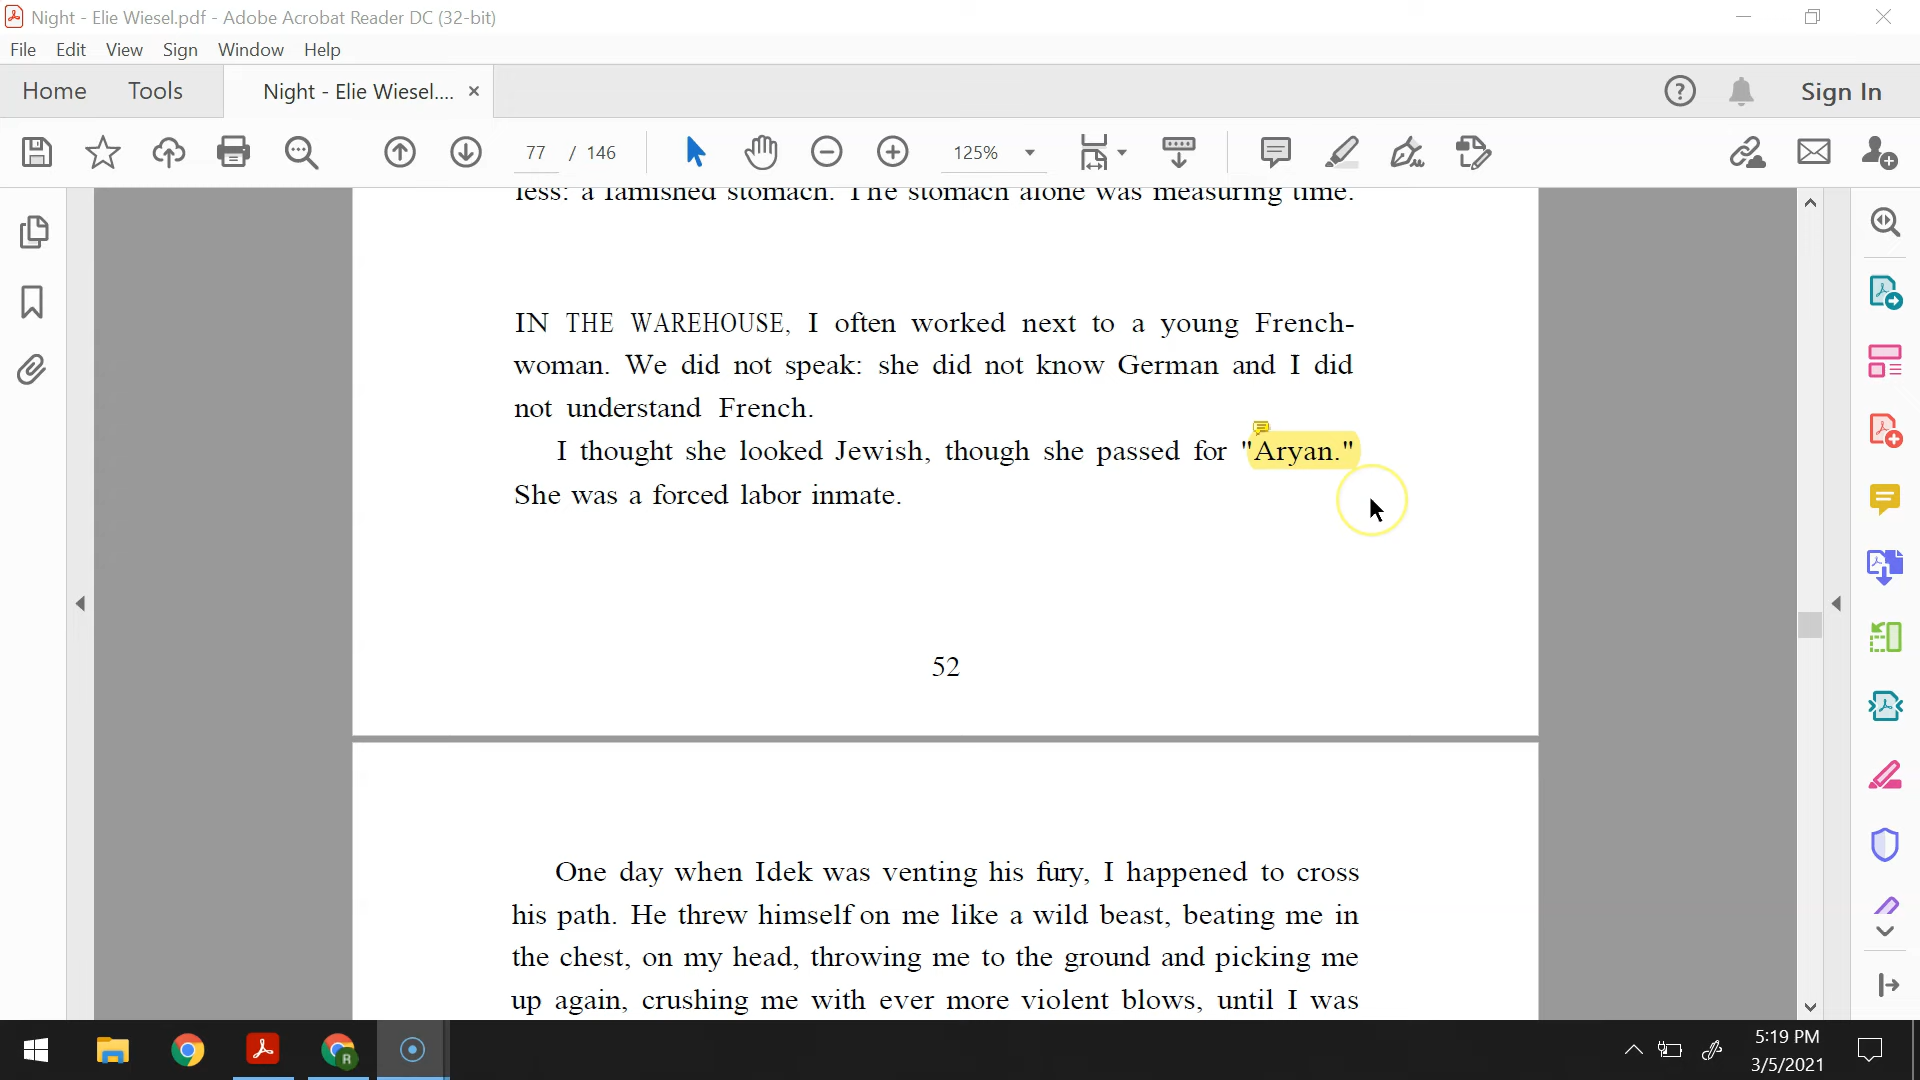 Night - Elie Wiesel.pdf - Adobe Acrobat Reader DC (32-bit)
File Edit View Sign Window Help
Home Tools Night - Elie Wiesel.... × Sign In
77 / 146 125%
less: a famished stomach. The stomach alone was measuring time.
IN THE WAREHOUSE, I often worked next to a young French-
woman. We did not speak: she did not know German and I did
not understand French.
I thought she looked Jewish, though she passed for "Aryan."
She was a forced labor inmate.
52
One day when Idek was venting his fury, I happened to cross
his path. He threw himself on me like a wild beast, beating me in
the chest, on my head, throwing me to the ground and picking me
up again, crushing me with ever more violent blows, until I was
R
5:19 PM
3/5/2021